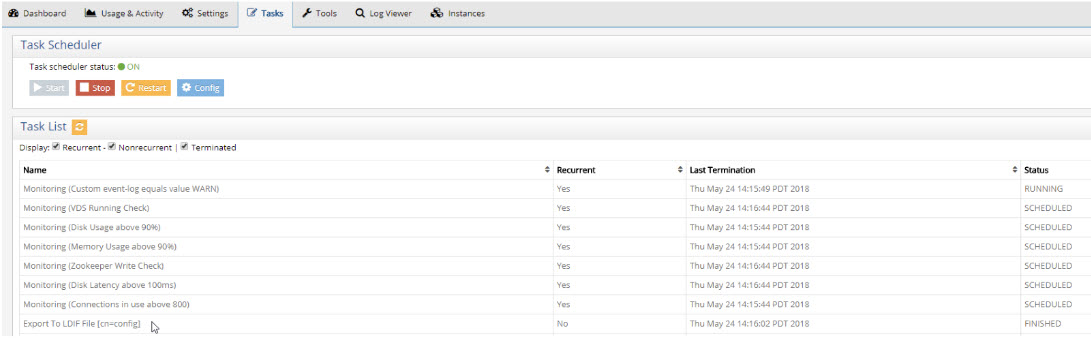 Dashboard Usage & Activity Settings Tasks Tools Log Viewer Instances
Task Scheduler
Task scheduler status: ON
Start Stop Restart Config
Task List
Display: Recurrent - Nonrecurrent | Terminated
Name Recurrent Last Termination Status
Monitoring (Custom event-log equals value WARN) Yes Thu May 24 14:15:49 PDT 2018 RUNNING
Monitoring (VDS Running Check) Yes Thu May 24 14:16:44 PDT 2018 SCHEDULED
Monitoring (Disk Usage above 90%) Yes Thu May 24 14:15:44 PDT 2018 SCHEDULED
Monitoring (Memory Usage above 90%) Yes Thu May 24 14:15:44 PDT 2018 SCHEDULED
Monitoring (Zookeeper Write Check) Yes Thu May 24 14:16:44 PDT 2018 SCHEDULED
Monitoring (Disk Latency above 100ms) Yes Thu May 24 14:16:44 PDT 2018 SCHEDULED
Monitoring (Connections in use above 800) Yes Thu May 24 14:15:44 PDT 2018 SCHEDULED
Export To LDIF File [cn=config] No Thu May 24 14:16:02 PDT 2018 FINISHED